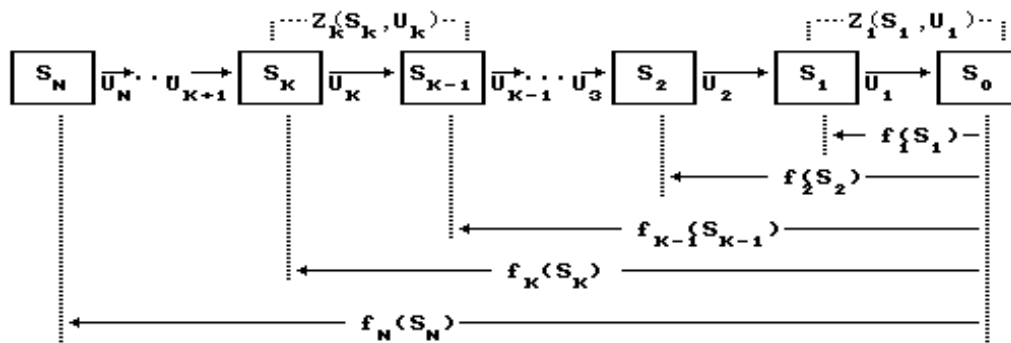 Z_k(S_k,U_k) Z_1(S_1,U_1)
S_N U_N ... U_K+1 S_K U_K S_K-1 U_K-1 ... U_3 S_2 U_2 S_1 U_1 S_0
f_1(S_1)
f_2(S_2)
f_K-1(S_K-1)
f_K(S_K)
f_N(S_N)